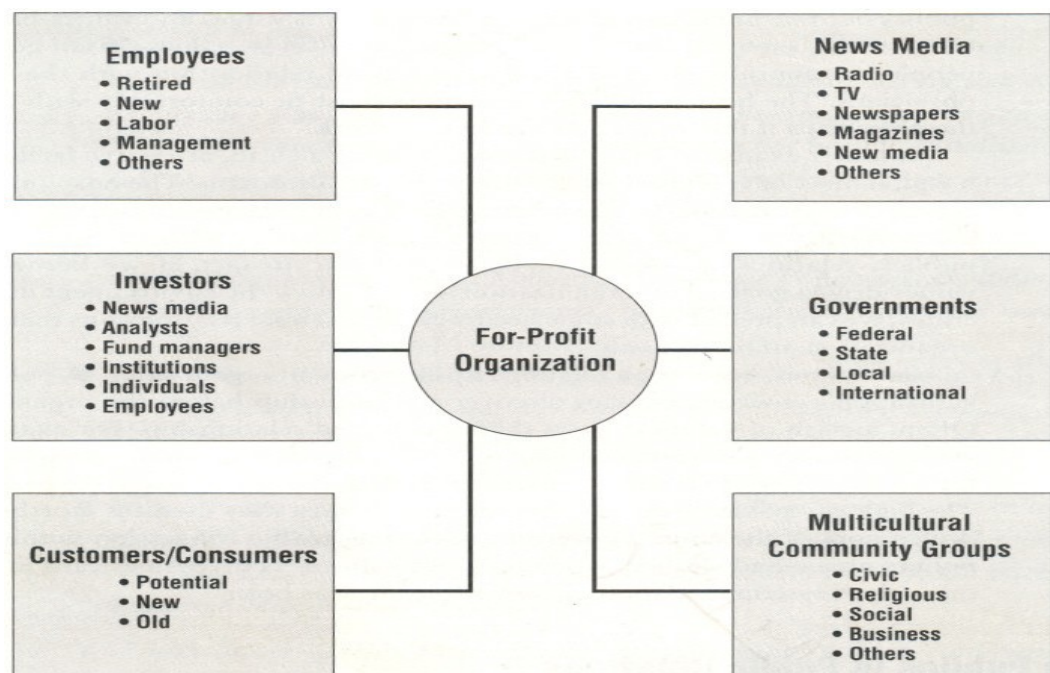 Employees
• Retired
• New
• Labor
• Management
• Others
Investors
• News media
• Analysts
• Fund managers
• Institutions
• Individuals
• Employees
Customers/Consumers
• Potential
• New
• Old
For-Profit
Organization
News Media
• Radio
• TV
• Newspapers
• Magazines
• New media
• Others
Governments
• Federal
• State
• Local
• International
Multicultural
Community Groups
• Civic
• Religious
• Social
• Business
• Others